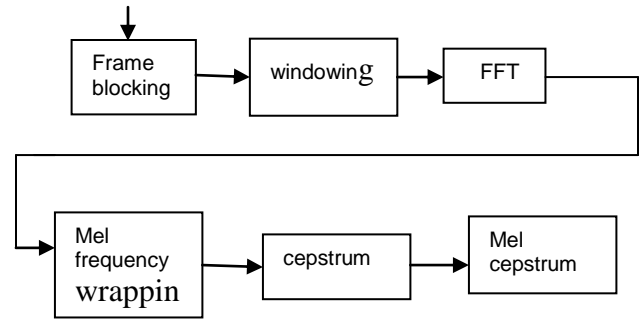 Frame
blocking
windowing
FFT
Mel
frequency
wrappin
cepstrum
Mel
cepstrum